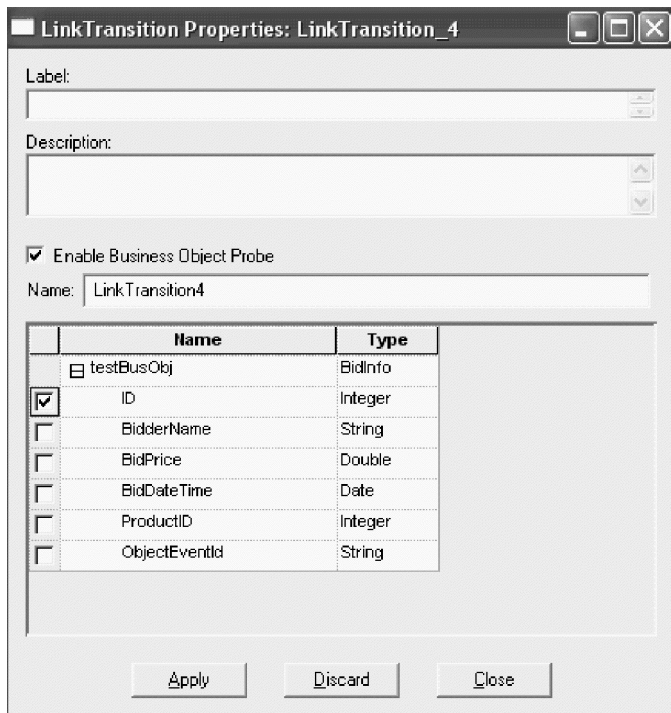 LinkTransition Properties: LinkTransition_4
Label:
Description:
Enable Business Object Probe
Name: LinkTransition4
Name Type
testBusObj BidInfo
ID Integer
BidderName String
BidPrice Double
BidDateTime Date
ProductID Integer
ObjectEventId String
Apply Discard Close